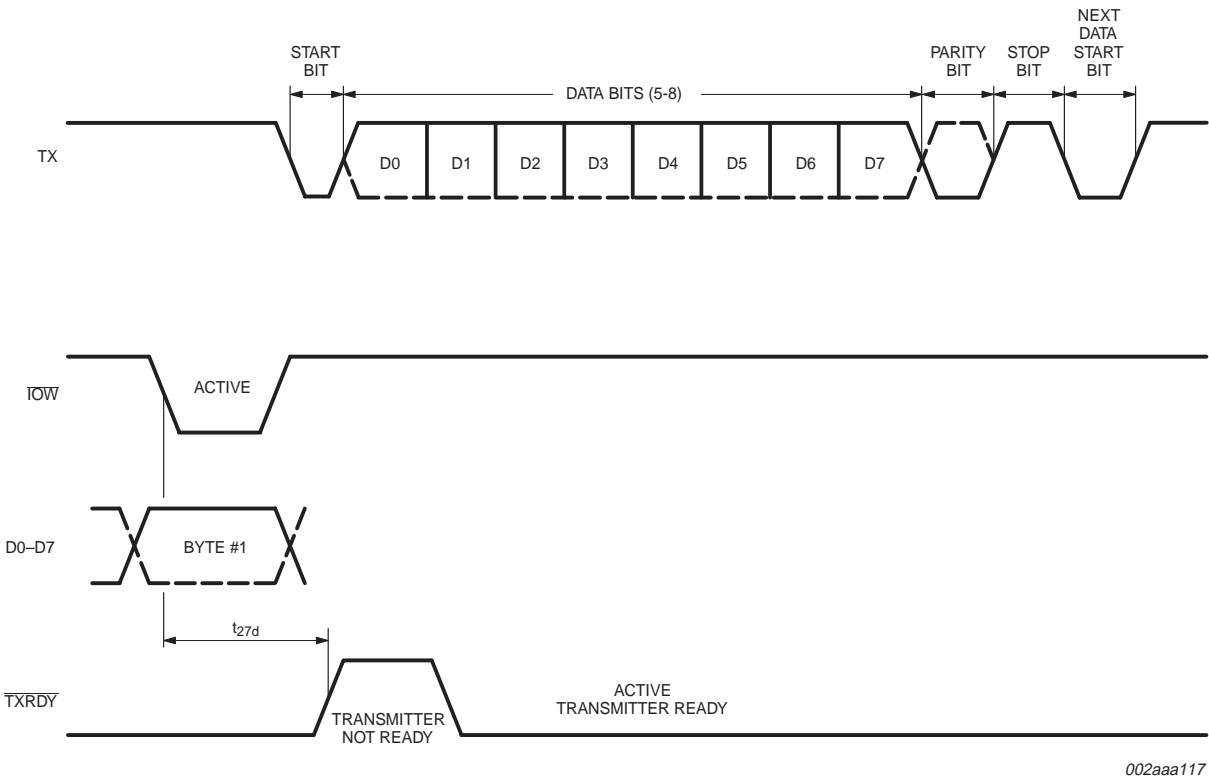 START
BIT
DATA BITS (5-8)
PARITY
BIT
STOP
BIT
NEXT
DATA
START
BIT
TX
D0
D1
D2
D3
D4
D5
D6
D7
IOW
ACTIVE
D0–D7
BYTE #1
t27d
TXRDY
TRANSMITTER
NOT READY
ACTIVE
TRANSMITTER READY
002aaa117